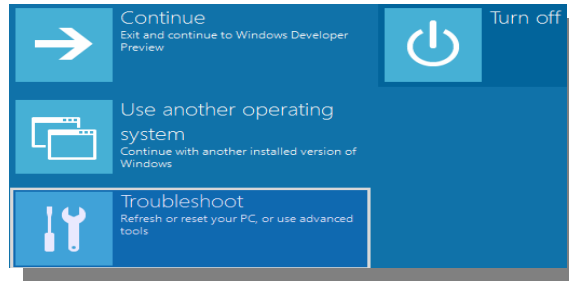 Continue
Exit and continue to Windows Developer
Preview
Turn off
Use another operating
system
Continue with another installed version of
Windows
Troubleshoot
Refresh or reset your PC, or use advanced
tools